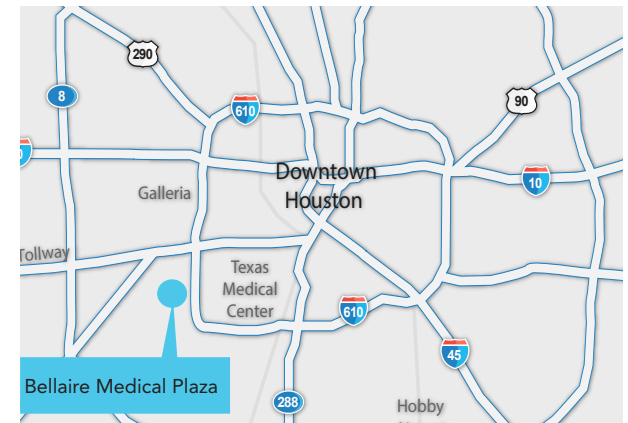 290
8
90
610
0
Downtown
Houston
10
Galleria
Tollway
Texas
Medical
Center
610
45
Bellaire Medical Plaza
288
Hobby